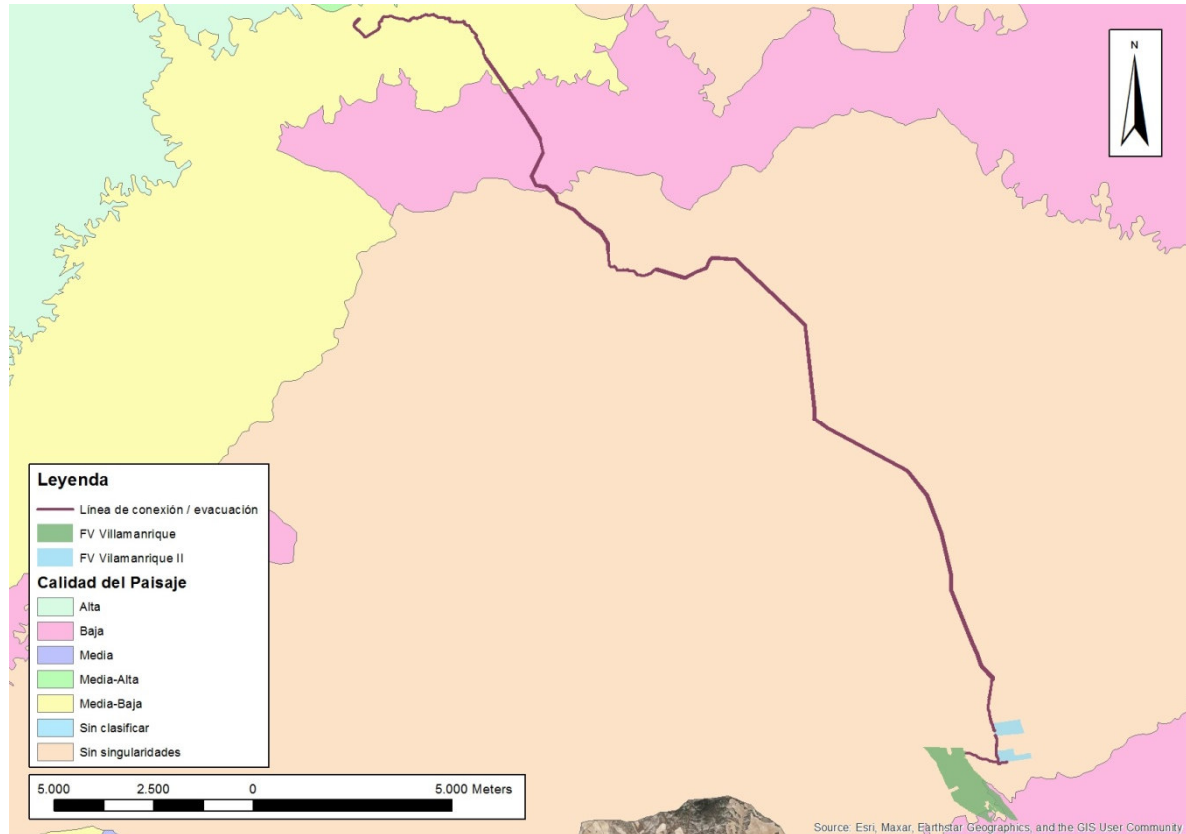 N
Leyenda
Línea de conexión / evacuación
FV Villamanrique
FV Vilamanrique II
Calidad del Paisaje
Alta
Baja
Media
Media-Alta
Media-Baja
Sin clasificar
Sin singularidades
5.000 2.500 0 5.000 Meters
Source: Esri, Maxar, Earthstar Geographics, and the GIS User Community